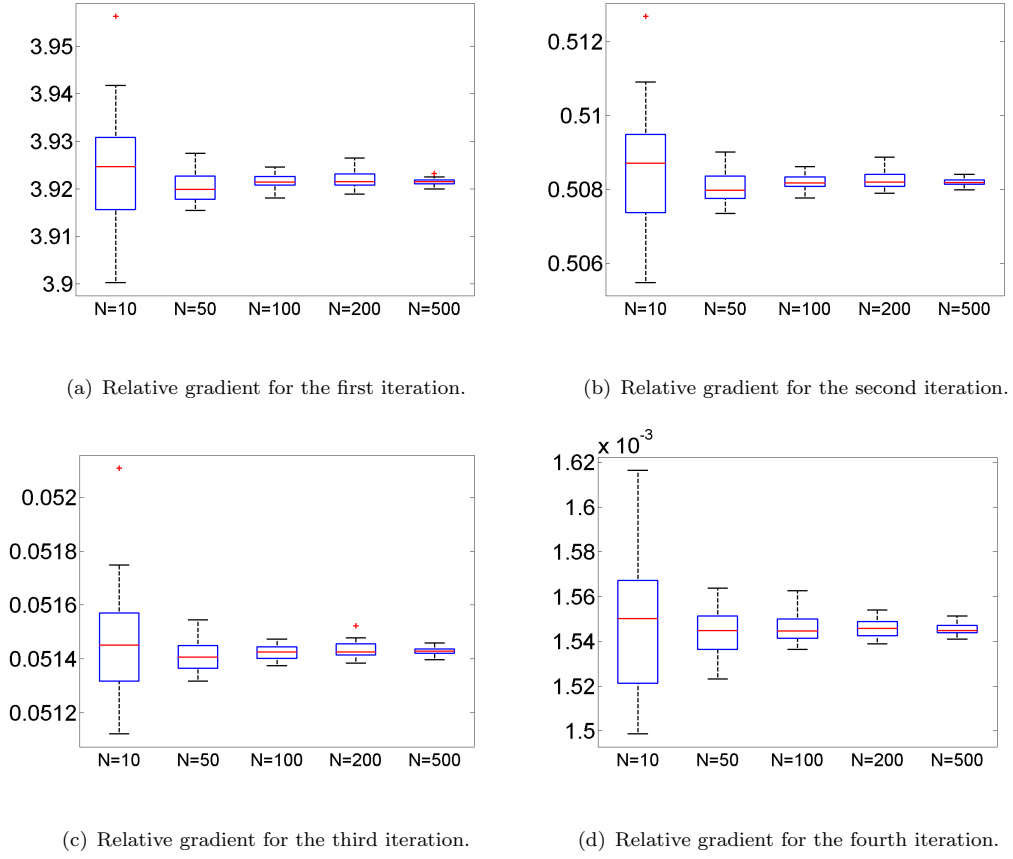 3.95
3.94
3.93
3.92
3.91
3.9
N=10 N=50 N=100 N=200 N=500
(a) Relative gradient for the first iteration.
0.512
0.51
0.508
0.506
N=10 N=50 N=100 N=200 N=500
(b) Relative gradient for the second iteration.
0.052
0.0518
0.0516
0.0514
0.0512
N=10 N=50 N=100 N=200 N=500
(c) Relative gradient for the third iteration.
x 10^-3
1.62
1.6
1.58
1.56
1.54
1.52
1.5
N=10 N=50 N=100 N=200 N=500
(d) Relative gradient for the fourth iteration.